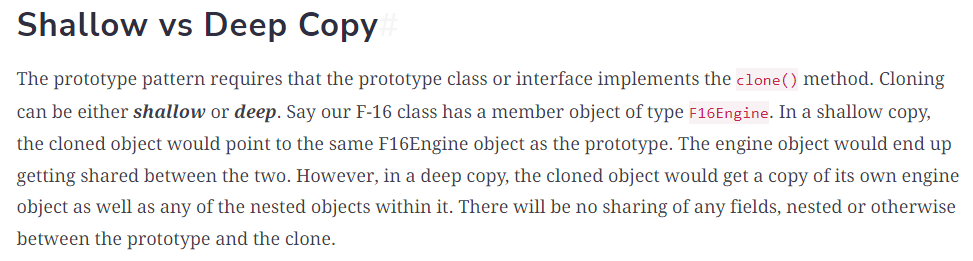 Shallow vs Deep Copy#
The prototype pattern requires that the prototype class or interface implements the clone() method. Cloning
can be either shallow or deep. Say our F-16 class has a member object of type F16Engine. In a shallow copy,
the cloned object would point to the same F16Engine object as the prototype. The engine object would end up
getting shared between the two. However, in a deep copy, the cloned object would get a copy of its own engine
object as well as any of the nested objects within it. There will be no sharing of any fields, nested or otherwise
between the prototype and the clone.